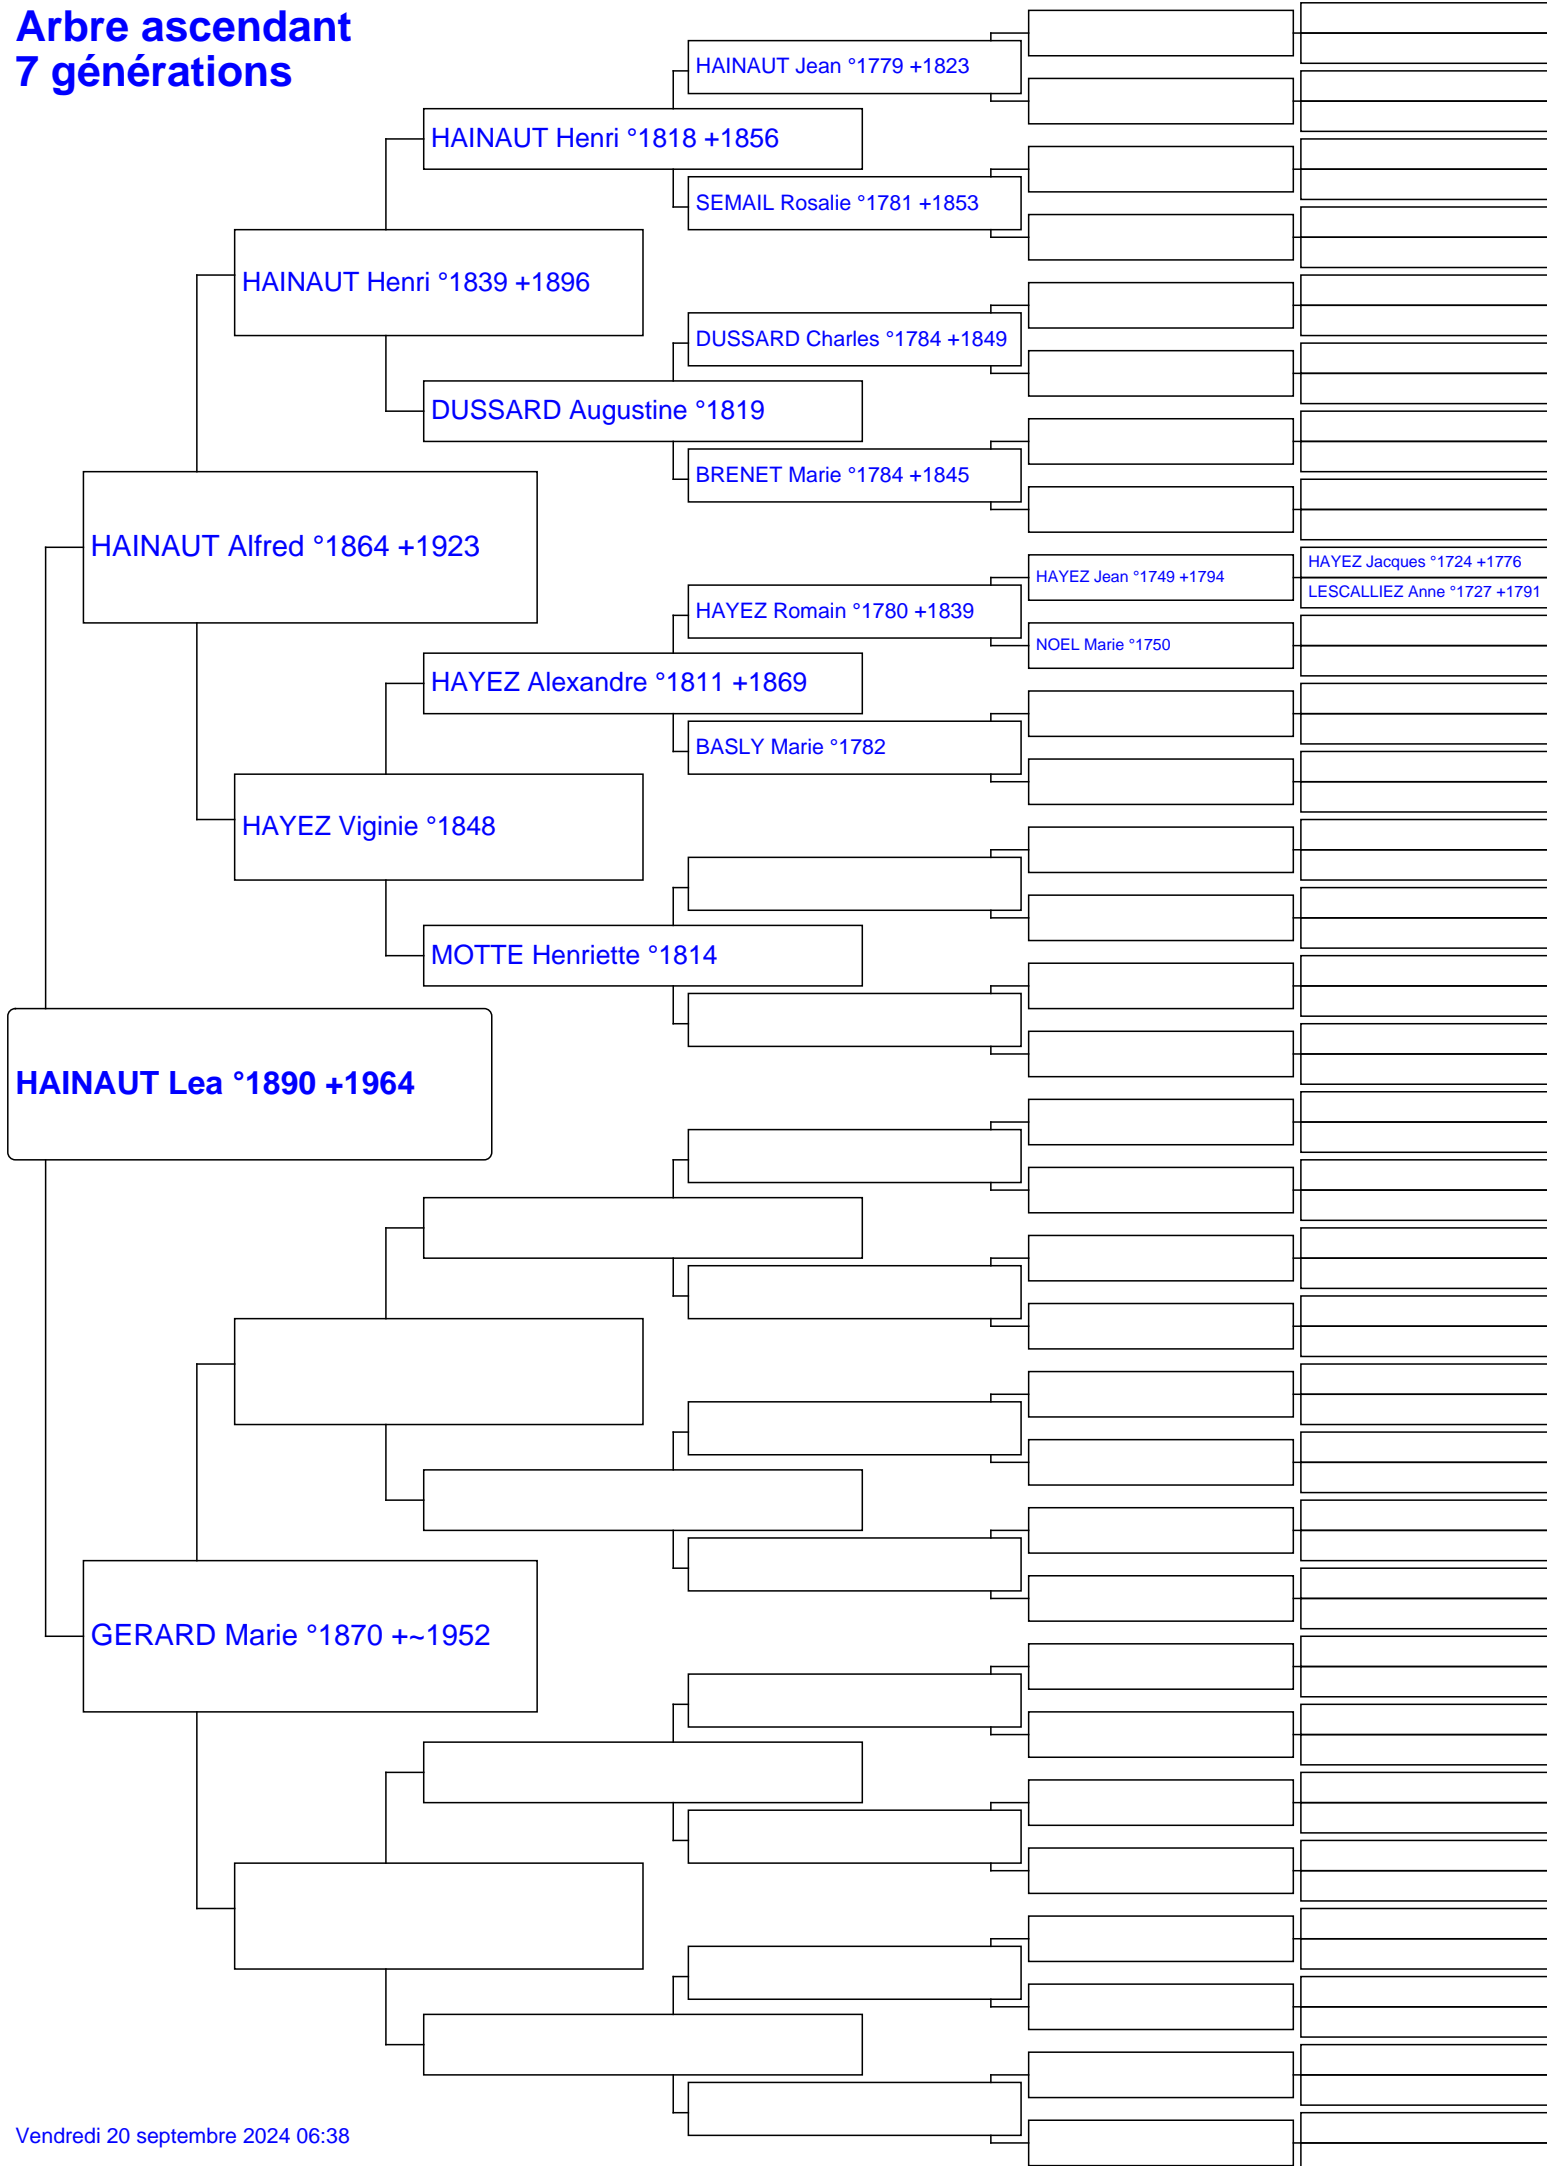 Arbre ascendant
7 générations
HAINAUT Jean °1779 +1823
HAINAUT Henri °1818 +1856
SEMAIL Rosalie °1781 +1853
HAINAUT Henri °1839 +1896
DUSSARD Charles °1784 +1849
DUSSARD Augustine °1819
BRENET Marie °1784 +1845
HAINAUT Alfred °1864 +1923
HAYEZ Jacques °1724 +1776
HAYEZ Jean °1749 +1794
LESCALLIEZ Anne °1727 +1791
HAYEZ Romain °1780 +1839
NOEL Marie °1750
HAYEZ Alexandre °1811 +1869
BASLY Marie °1782
HAYEZ Viginie °1848
MOTTE Henriette °1814
HAINAUT Lea °1890 +1964
GERARD Marie °1870 +~1952
Vendredi 20 septembre 2024 06:38